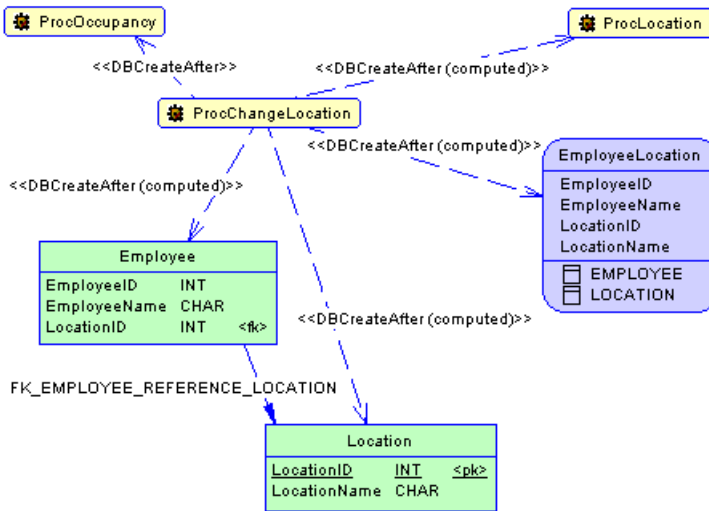 ProcOccupancy
ProcLocation
<<DBCreateAfter>>
<<DBCreateAfter (computed)>>
ProcChangeLocation
<<DBCreateAfter (computed)>>
<<DBCreateAfter (computed)>>
EmployeeLocation
EmployeeID
EmployeeName
LocationID
LocationName
EMPLOYEE
LOCATION
Employee
EmployeeID INT
EmployeeName CHAR
LocationID INT <fk>
<<DBCreateAfter (computed)>>
FK_EMPLOYEE_REFERENCE_LOCATION
Location
LocationID INT <pk>
LocationName CHAR